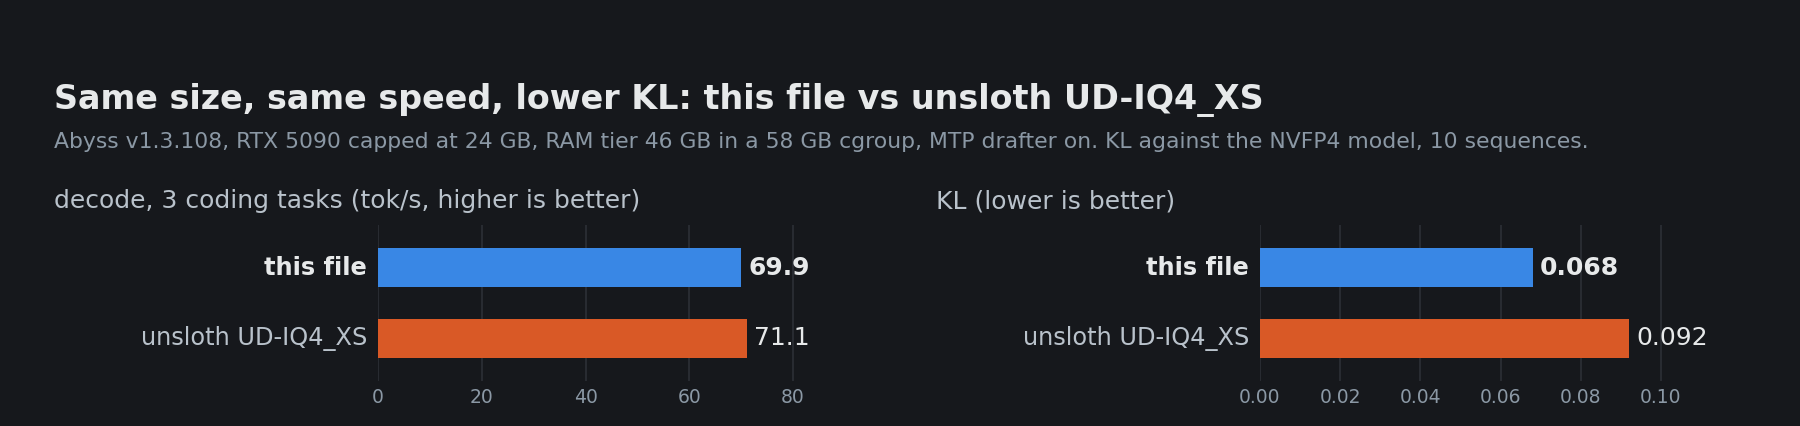 Same size, same speed, lower KL: this file vs unsloth UD-IQ4_XS
Abyss v1.3.108, RTX 5090 capped at 24 GB, RAM tier 46 GB in a 58 GB cgroup, MTP drafter on. KL against the NVFP4 model, 10 sequences.
decode, 3 coding tasks (tok/s, higher is better)
this file 69.9
unsloth UD-IQ4_XS 71.1
0 20 40 60 80
KL (lower is better)
this file 0.068
unsloth UD-IQ4_XS 0.092
0.00 0.02 0.04 0.06 0.08 0.10